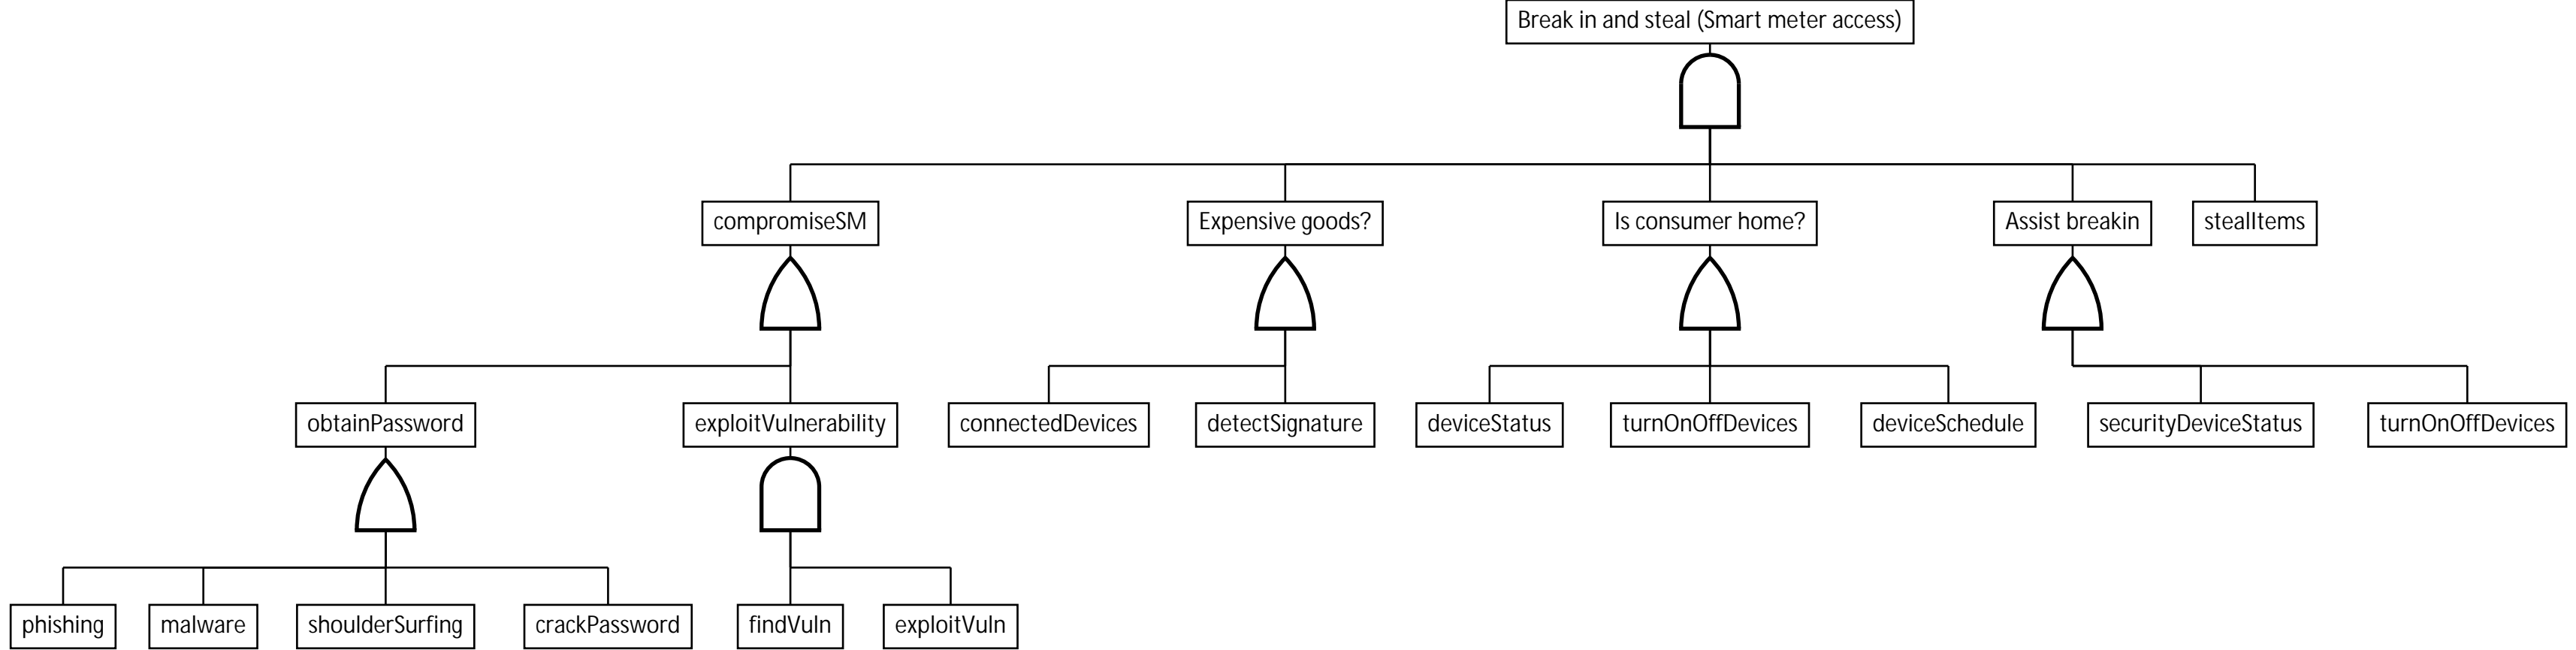 Break in and steal (Smart meter access)
compromiseSM
Expensive goods?
Is consumer home?
Assist breakin
stealItems
obtainPassword
exploitVulnerability
connectedDevices
detectSignature
deviceStatus
turnOnOffDevices
deviceSchedule
securityDeviceStatus
turnOnOffDevices
phishing
malware
shoulderSurfing
crackPassword
findVuln
exploitVuln